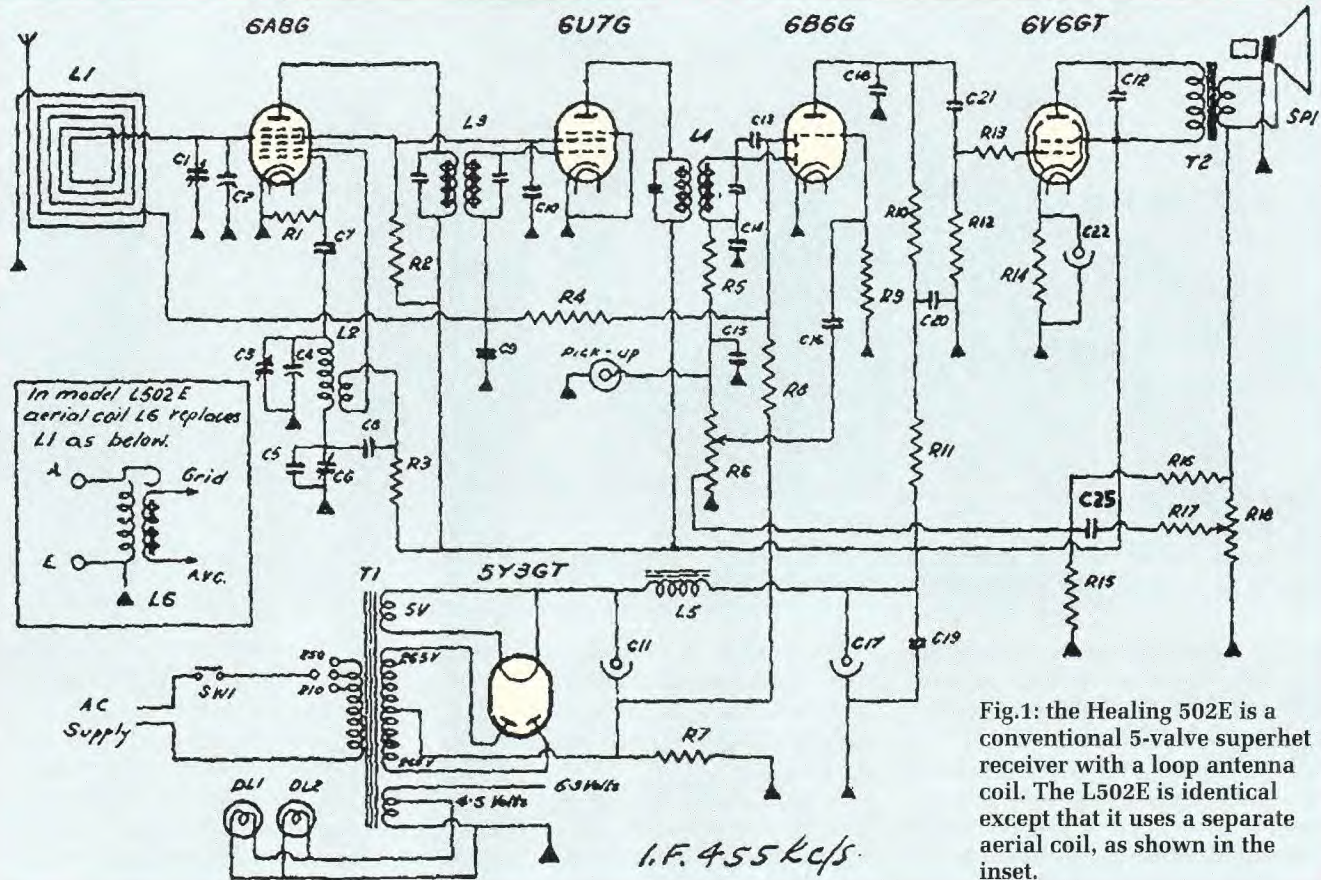 6A8G 6U7G 6B6G 6V6GT
L1
C18
C21
C12
SP1
L3
L4
C13
R13
T2
C1
C2
C10
R1
C7
R2
C14
R10
R12
C22
R14
R5
R9
R4
C20
C16
C3
C4
L2
C9
Pick-up
C15
R8
In model L502E
aerial coil L6 replaces
L1 as below.
A
Grid
E
A.V.C.
L6
C8
C5
C6
R3
R6
R11
R16
C25
R17
R18
R15
T1
5Y3GT
5V
L5
C11
C17
C19
250
210
SW1
265V
265V
AC
Supply
R7
DL1
DL2
6.3 Volts
4.5 Volts
I.F. 455 Kc/s.
Fig.1: the Healing 502E is a
conventional 5-valve superhet
receiver with a loop antenna
coil. The L502E is identical
except that it uses a separate
aerial coil, as shown in the
inset.